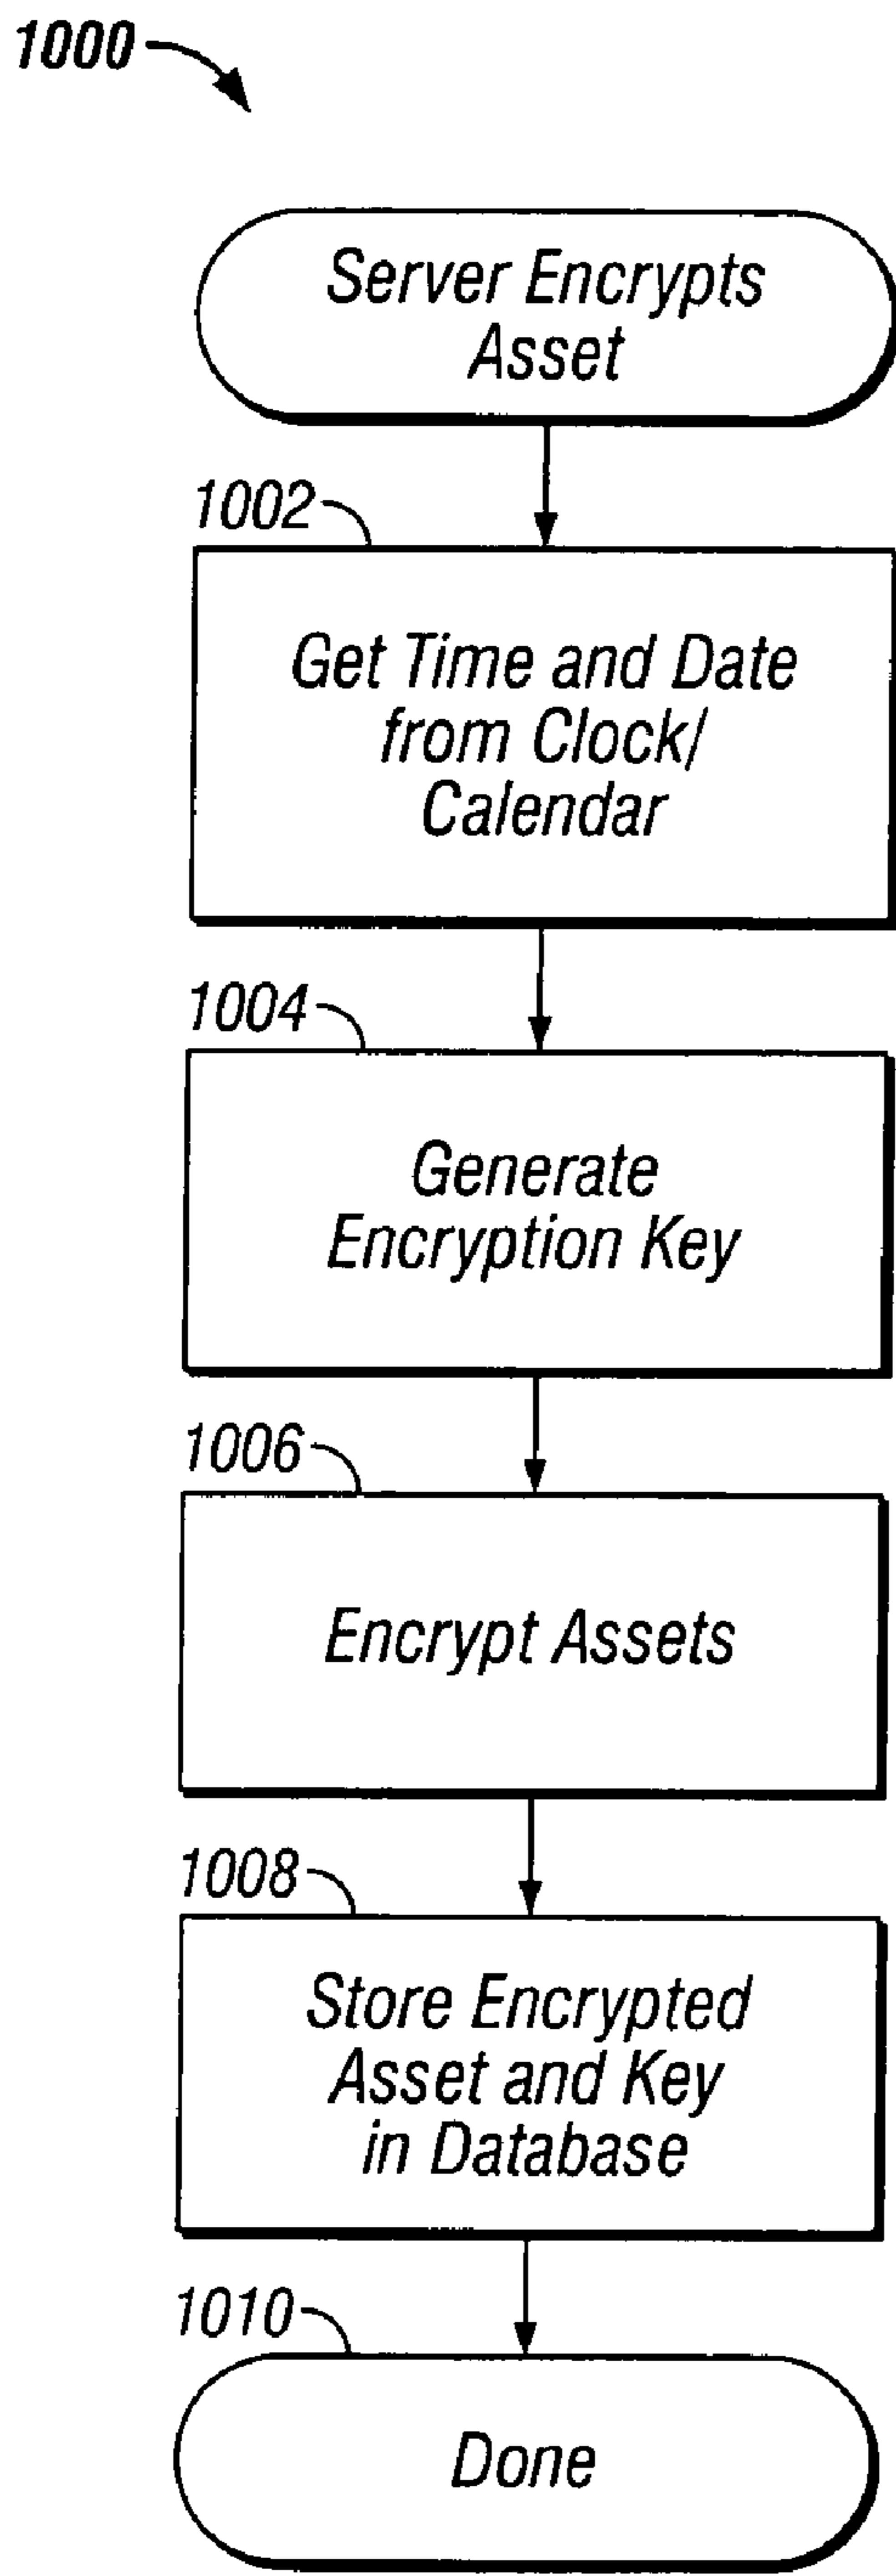 1000
Server Encrypts
Asset
1002
Get Time and Date
from Clock/
Calendar
1004
Generate
Encryption Key
1006
Encrypt Assets
1008
Store Encrypted
Asset and Key
in Database
1010
Done